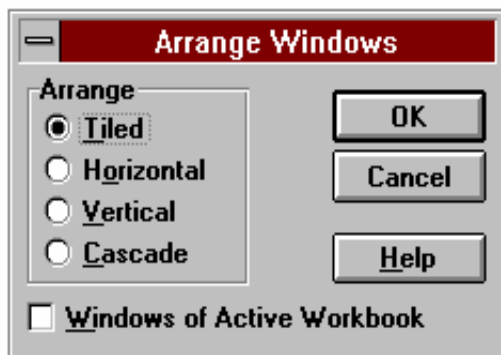 Arrange Windows
Arrange
Tiled
Horizontal
Vertical
Cascade
OK
Cancel
Help
Windows of Active Workbook